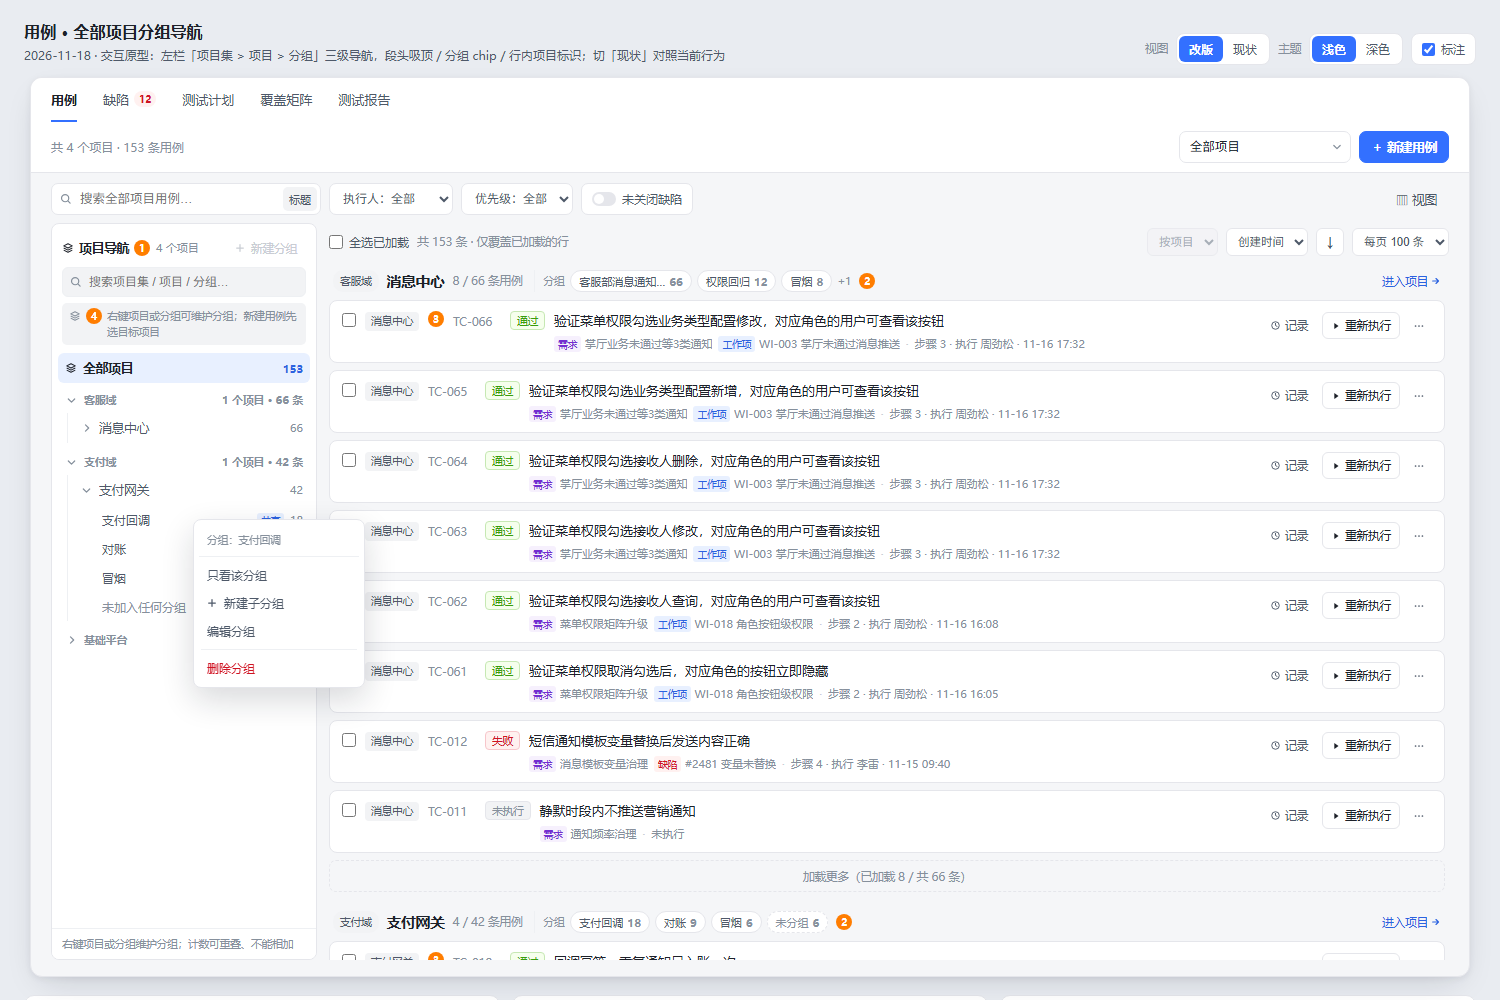 用例 • 全部项目分组导航
2026-11-18 · 交互原型：左栏「项目集 > 项目 > 分组」三级导航，段头吸顶 / 分组 chip / 行内项目标识；切「现状」对照当前行为
视图 改版 现状 主题 浅色 深色 标注
用例 缺陷 12 测试计划 覆盖矩阵 测试报告
共 4 个项目 · 153 条用例
全部项目
+ 新建用例
搜索全部项目用例… 标题
执行人：全部 优先级：全部 未关闭缺陷 视图
项目导航 1 4 个项目 + 新建分组
搜索项目集 / 项目 / 分组…
4 右键项目或分组可维护分组；新建用例先选目标项目
全部项目 153
客服域 1 个项目 • 66 条
消息中心 66
支付域 1 个项目 • 42 条
支付网关 42
支付回调
对账
冒烟
未加入任何分组
基础平台
右键项目或分组维护分组；计数可重叠、不能相加
分组：支付回调
只看该分组
+ 新建子分组
编辑分组
删除分组
全选已加载 共 153 条 · 仅覆盖已加载的行
按项目 创建时间 ↓ 每页 100 条
客服域 消息中心 8 / 66 条用例 分组 客服部消息通知… 66 权限回归 12 冒烟 8 +1 2 进入项目 →
消息中心 3 TC-066 通过 验证菜单权限勾选业务类型配置修改，对应角色的用户可查看该按钮 记录 重新执行 ···
需求 掌厅业务未通过等3类通知 工作项 WI-003 掌厅未通过消息推送 · 步骤 3 · 执行 周劲松 · 11-16 17:32
消息中心 TC-065 通过 验证菜单权限勾选业务类型配置新增，对应角色的用户可查看该按钮 记录 重新执行 ···
需求 掌厅业务未通过等3类通知 工作项 WI-003 掌厅未通过消息推送 · 步骤 3 · 执行 周劲松 · 11-16 17:32
消息中心 TC-064 通过 验证菜单权限勾选接收人删除，对应角色的用户可查看该按钮 记录 重新执行 ···
需求 掌厅业务未通过等3类通知 工作项 WI-003 掌厅未通过消息推送 · 步骤 3 · 执行 周劲松 · 11-16 17:32
消息中心 TC-063 通过 验证菜单权限勾选接收人修改，对应角色的用户可查看该按钮 记录 重新执行 ···
需求 掌厅业务未通过等3类通知 工作项 WI-003 掌厅未通过消息推送 · 步骤 3 · 执行 周劲松 · 11-16 17:32
消息中心 TC-062 通过 验证菜单权限勾选接收人查询，对应角色的用户可查看该按钮 记录 重新执行 ···
需求 菜单权限矩阵升级 工作项 WI-018 角色按钮级权限 · 步骤 2 · 执行 周劲松 · 11-16 16:08
消息中心 TC-061 通过 验证菜单权限取消勾选后，对应角色的按钮立即隐藏 记录 重新执行 ···
需求 菜单权限矩阵升级 工作项 WI-018 角色按钮级权限 · 步骤 2 · 执行 周劲松 · 11-16 16:05
消息中心 TC-012 失败 短信通知模板变量替换后发送内容正确 记录 重新执行 ···
需求 消息模板变量治理 缺陷 #2481 变量未替换 · 步骤 4 · 执行 李雷 · 11-15 09:40
消息中心 TC-011 未执行 静默时段内不推送营销通知 记录 重新执行 ···
需求 通知频率治理 · 未执行
加载更多（已加载 8 / 共 66 条）
支付域 支付网关 4 / 42 条用例 分组 支付回调 18 对账 9 冒烟 6 未分组 6 2 进入项目 →